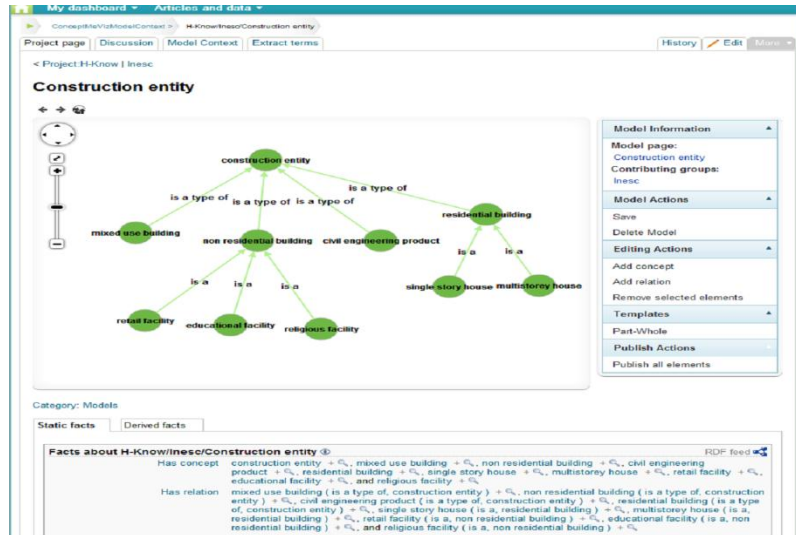 My dashboard Articles and data
ConceptMeVizModelContext > H-Know/Inesc/Construction entity
Project page Discussion Model Context Extract terms History Edit More
< Project:H-Know | Inesc
Construction entity
construction entity
is a type of is a type of is a type of is a type of
mixed use building non residential building civil engineering product residential building
is a is a is a is a is a
retail facility educational facility religious facility single story house multistorey house
Model Information
Model page:
Construction entity
Contributing groups:
Inesc
Model Actions
Save
Delete Model
Editing Actions
Add concept
Add relation
Remove selected elements
Templates
Part-Whole
Publish Actions
Publish all elements
Category: Models
Static facts Derived facts
Facts about H-Know/Inesc/Construction entity RDF feed
Has concept construction entity + , mixed use building + , non residential building + , civil engineering
product + , residential building + , single story house + , multistorey house + , retail facility + ,
educational facility + , and religious facility +
Has relation mixed use building ( is a type of, construction entity ) + , non residential building ( is a type of, construction
entity ) + , civil engineering product ( is a type of, construction entity ) + , residential building ( is a type
of, construction entity ) + , single story house ( is a, residential building ) + , multistorey house ( is a,
residential building ) + , retail facility ( is a, non residential building ) + , educational facility ( is a, non
residential building ) + , and religious facility ( is a, non residential building ) +